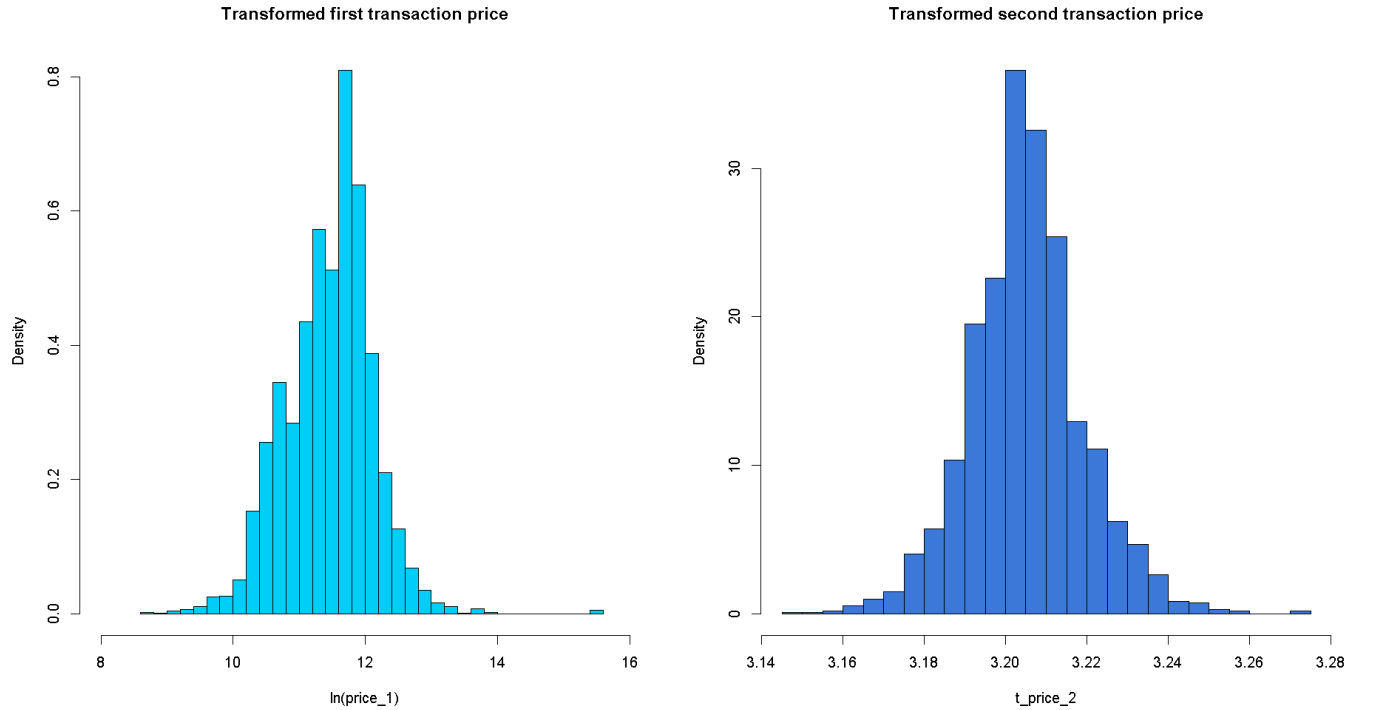 Transformed first transaction price
Density
0.0 0.2 0.4 0.6 0.8
8 10 12 14 16
ln(price_1)
Transformed second transaction price
Density
0 10 20 30
3.14 3.16 3.18 3.20 3.22 3.24 3.26 3.28
t_price_2